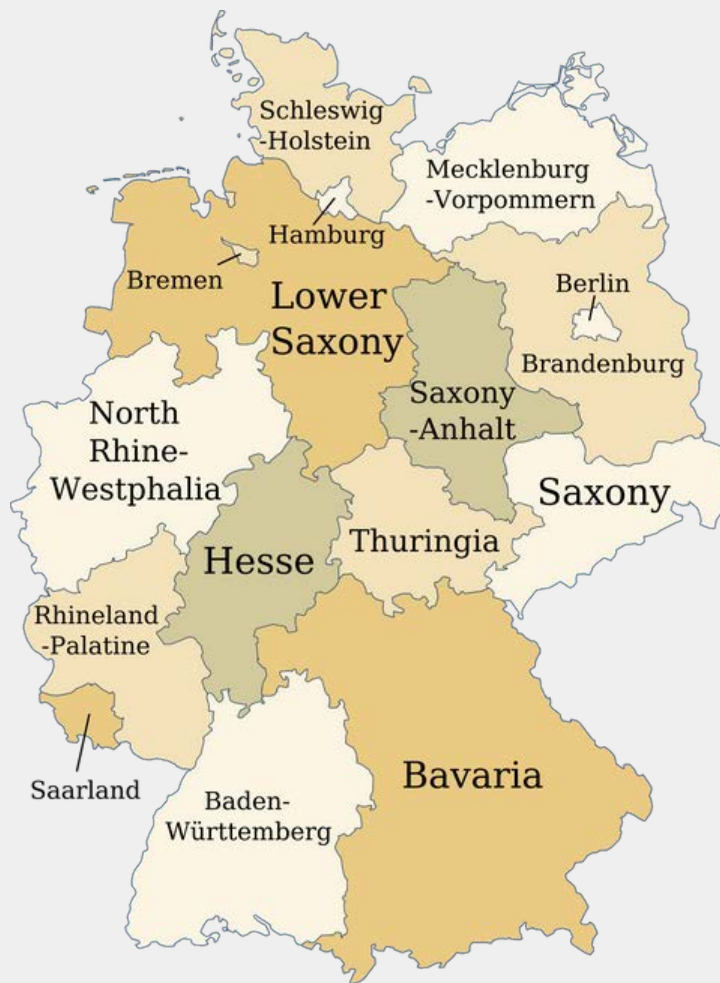 Schleswig
-Holstein
Mecklenburg
-Vorpommern
Hamburg
Bremen
Lower
Saxony
Berlin
Brandenburg
Saxony
-Anhalt
North
Rhine-
Westphalia
Saxony
Thuringia
Hesse
Rhineland
-Palatine
Saarland
Bavaria
Baden-
Württemberg